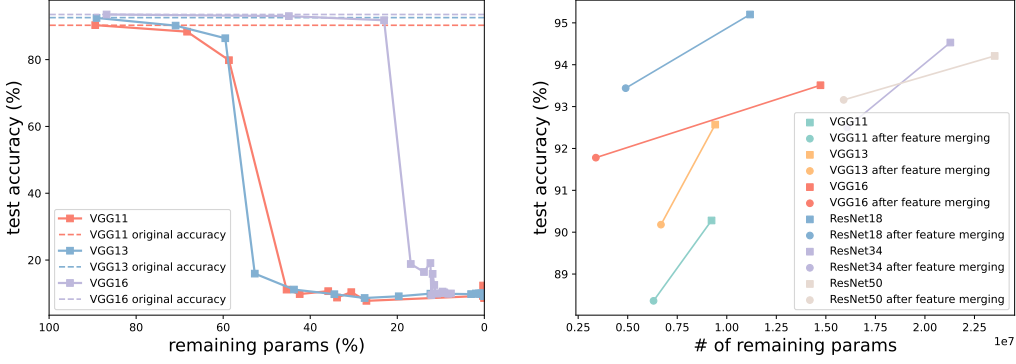 test accuracy (%)
80
60
40
20
100
80
60
40
20
0
remaining params (%)
VGG11
VGG11 original accuracy
VGG13
VGG13 original accuracy
VGG16
VGG16 original accuracy
test accuracy (%)
95
94
93
92
91
90
89
0.25
0.50
0.75
1.00
1.25
1.50
1.75
2.00
2.25
1e7
# of remaining params
VGG11
VGG11 after feature merging
VGG13
VGG13 after feature merging
VGG16
VGG16 after feature merging
ResNet18
ResNet18 after feature merging
ResNet34
ResNet34 after feature merging
ResNet50
ResNet50 after feature merging